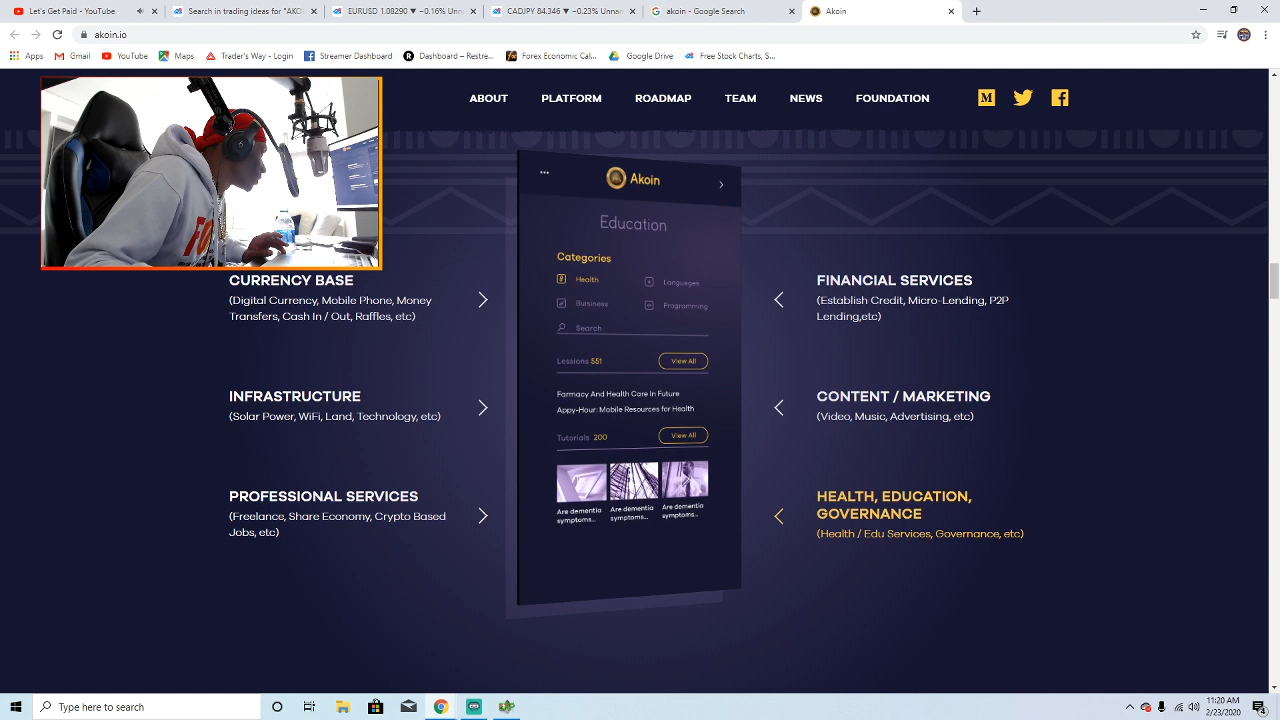 Let's Get Paid - YouTube
Search in trading ideas for "AKC
EURUSD 1.08290 ▼ −0.16% Unna
CADJPY 84.346 ▼ −0.23% Unnar
akoin - Google Search
Akoin
akoin.io
Apps
Gmail
YouTube
Maps
Trader's Way - Login
Streamer Dashboard
Dashboard – Restre...
Forex Economic Cal...
Google Drive
Free Stock Charts, S...
ABOUT
PLATFORM
ROADMAP
TEAM
NEWS
FOUNDATION
Akoin
Education
Categories
Health
Languages
Buisiness
Programming
Search
Lessions 551
View All
Farmacy And Health Care In Future
Appy-Hour: Mobile Resources for Health
Tutorials 200
View All
Are dementia
symptoms...
Are dementia
symptoms...
Are dementia
symptoms...
CURRENCY BASE
(Digital Currency, Mobile Phone, Money
Transfers, Cash In / Out, Raffles, etc)
INFRASTRUCTURE
(Solar Power, WiFi, Land, Technology, etc)
PROFESSIONAL SERVICES
(Freelance, Share Economy, Crypto Based
Jobs, etc)
FINANCIAL SERVICES
(Establish Credit, Micro-Lending, P2P
Lending,etc)
CONTENT / MARKETING
(Video, Music, Advertising, etc)
HEALTH, EDUCATION,
GOVERNANCE
(Health / Edu Services, Governance, etc)
Type here to search
11:20 AM
2/23/2020